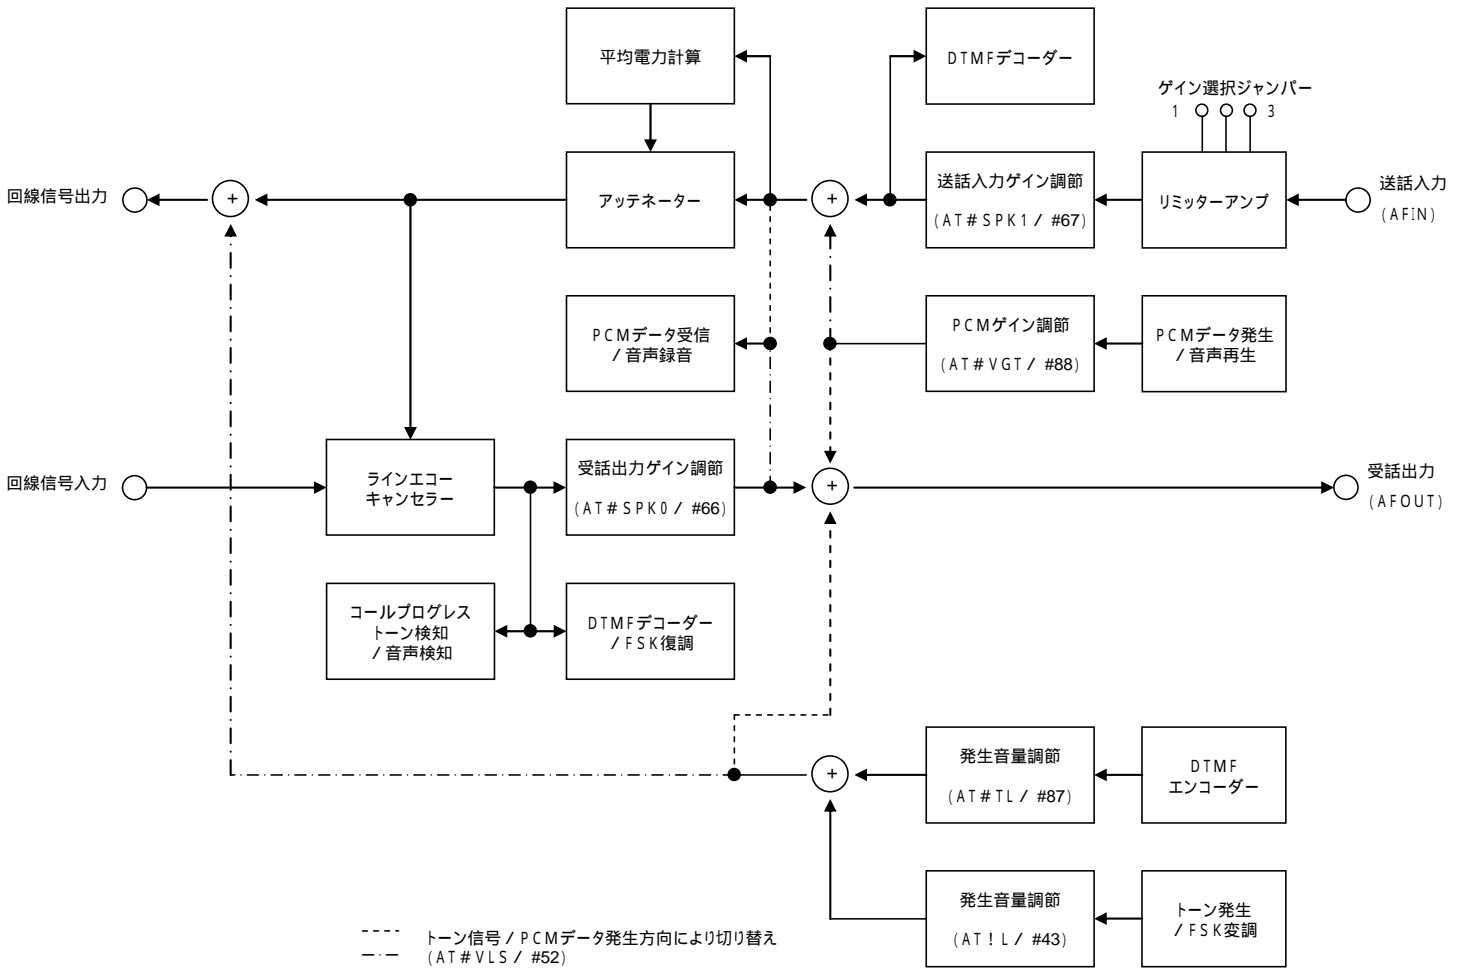 平均電力計算
DTMFデコーダー
ゲイン選択ジャンパー
1 3
回線信号出力
+
アッテネーター
+
送話入力ゲイン調節
(AT#SPK1/ #67)
リミッターアンプ
送話入力
(AFIN)
PCMデータ受信
/音声録音
PCMゲイン調節
(AT#VGT/ #88)
PCMデータ発生
/音声再生
回線信号入力
ラインエコー
キャンセラー
受話出力ゲイン調節
(AT#SPK0/ #66)
+
受話出力
(AFOUT)
コールプログレス
トーン検知
/音声検知
DTMFデコーダー
/FSK復調
+
発生音量調節
(AT#TL/ #87)
DTMF
エンコーダー
発生音量調節
(AT!L/ #43)
トーン発生
/FSK変調
トーン信号/PCMデータ発生方向により切り替え
(AT#VLS/ #52)